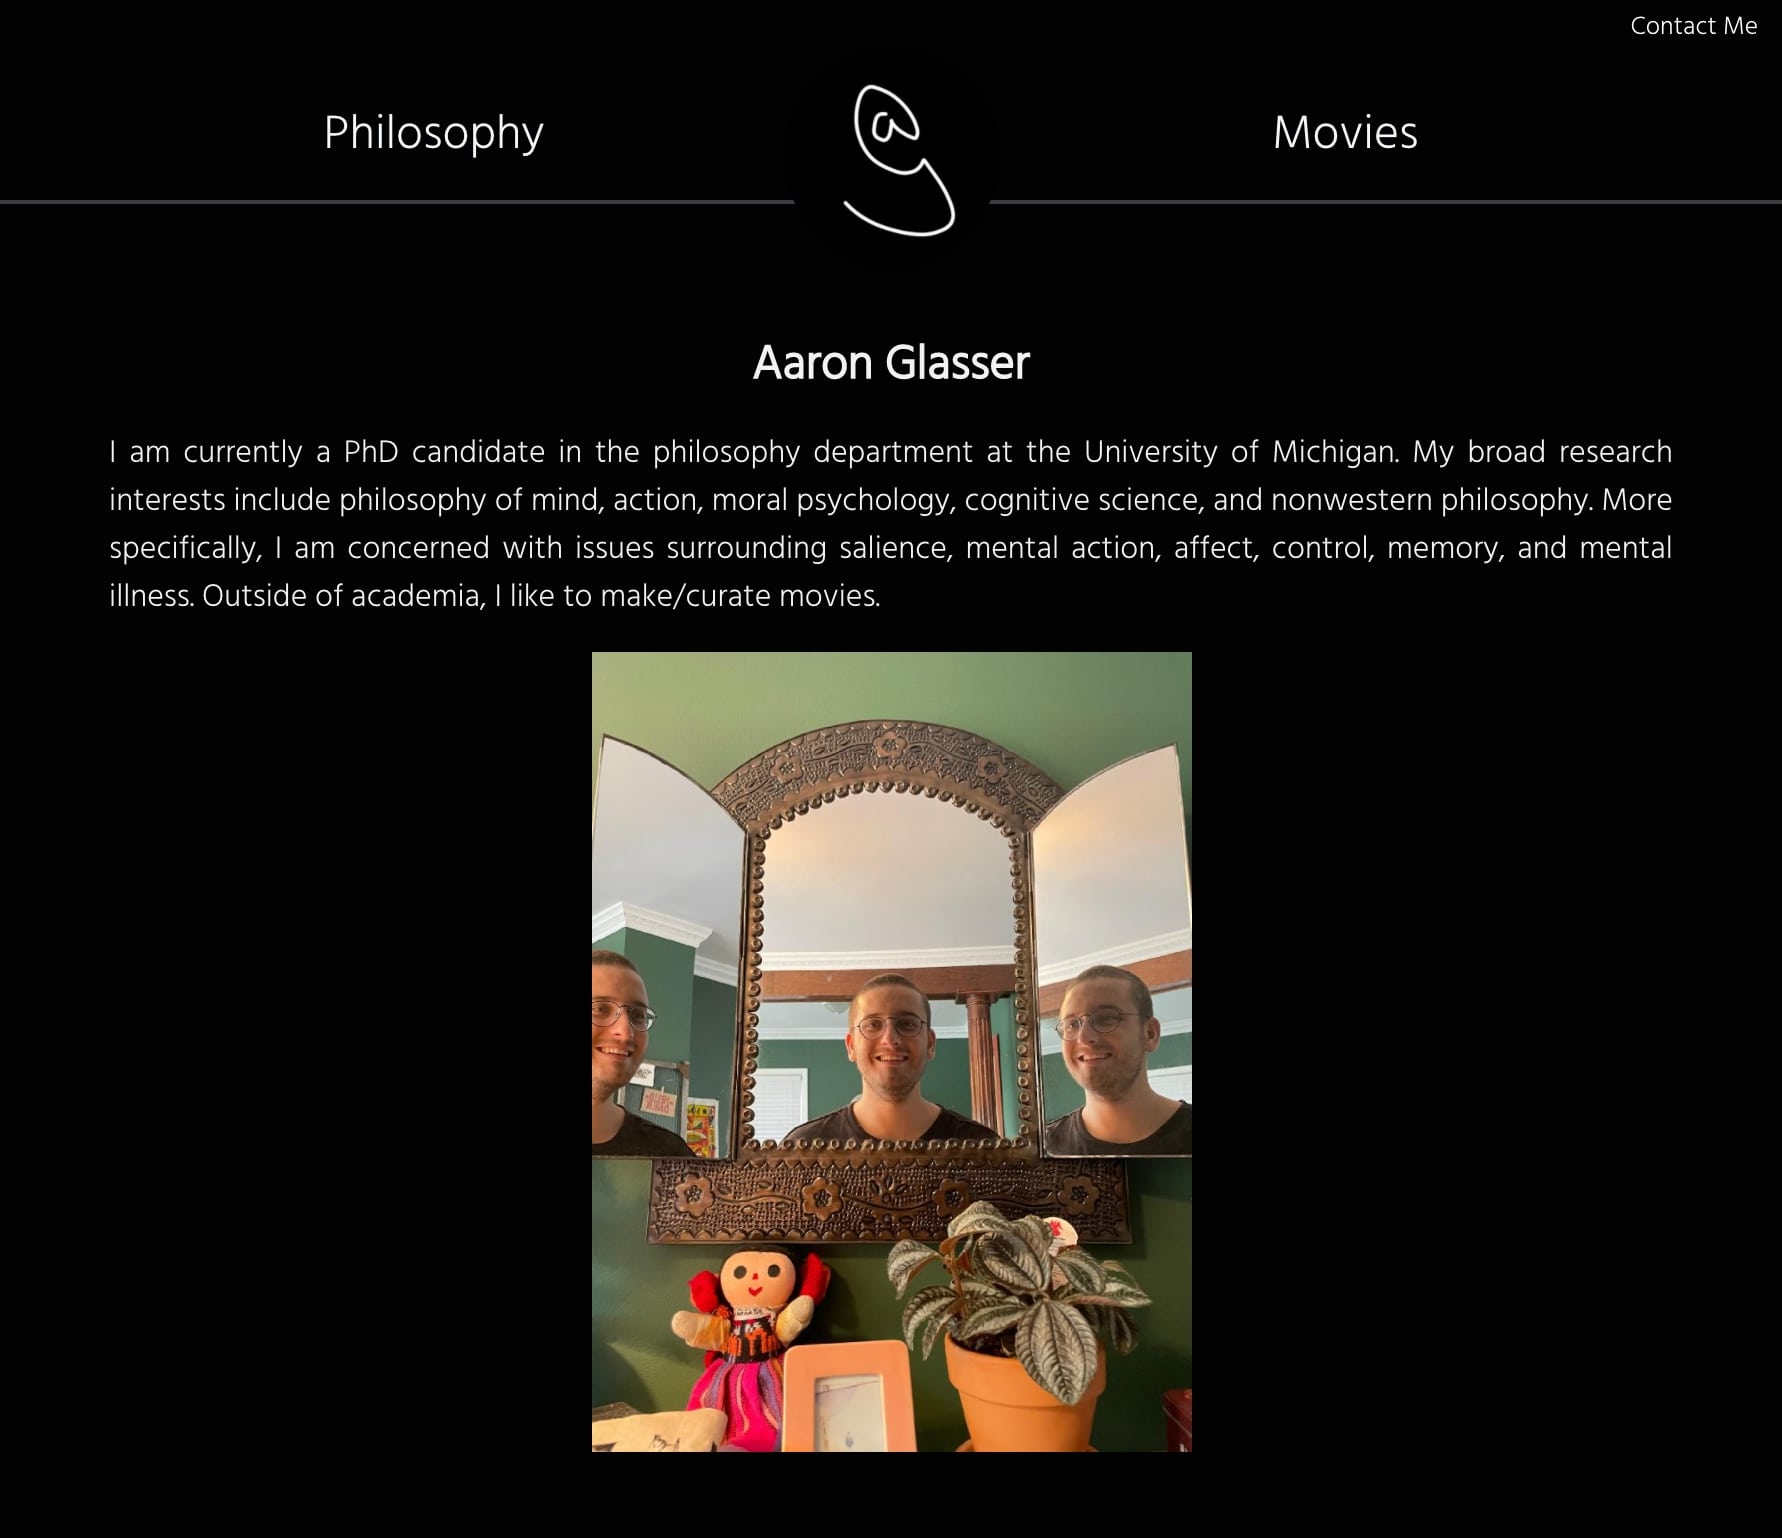 Contact Me
Philosophy
Movies
Aaron Glasser
I am currently a PhD candidate in the philosophy department at the University of Michigan. My broad research
interests include philosophy of mind, action, moral psychology, cognitive science, and nonwestern philosophy. More
specifically, I am concerned with issues surrounding salience, mental action, affect, control, memory, and mental
illness. Outside of academia, I like to make/curate movies.